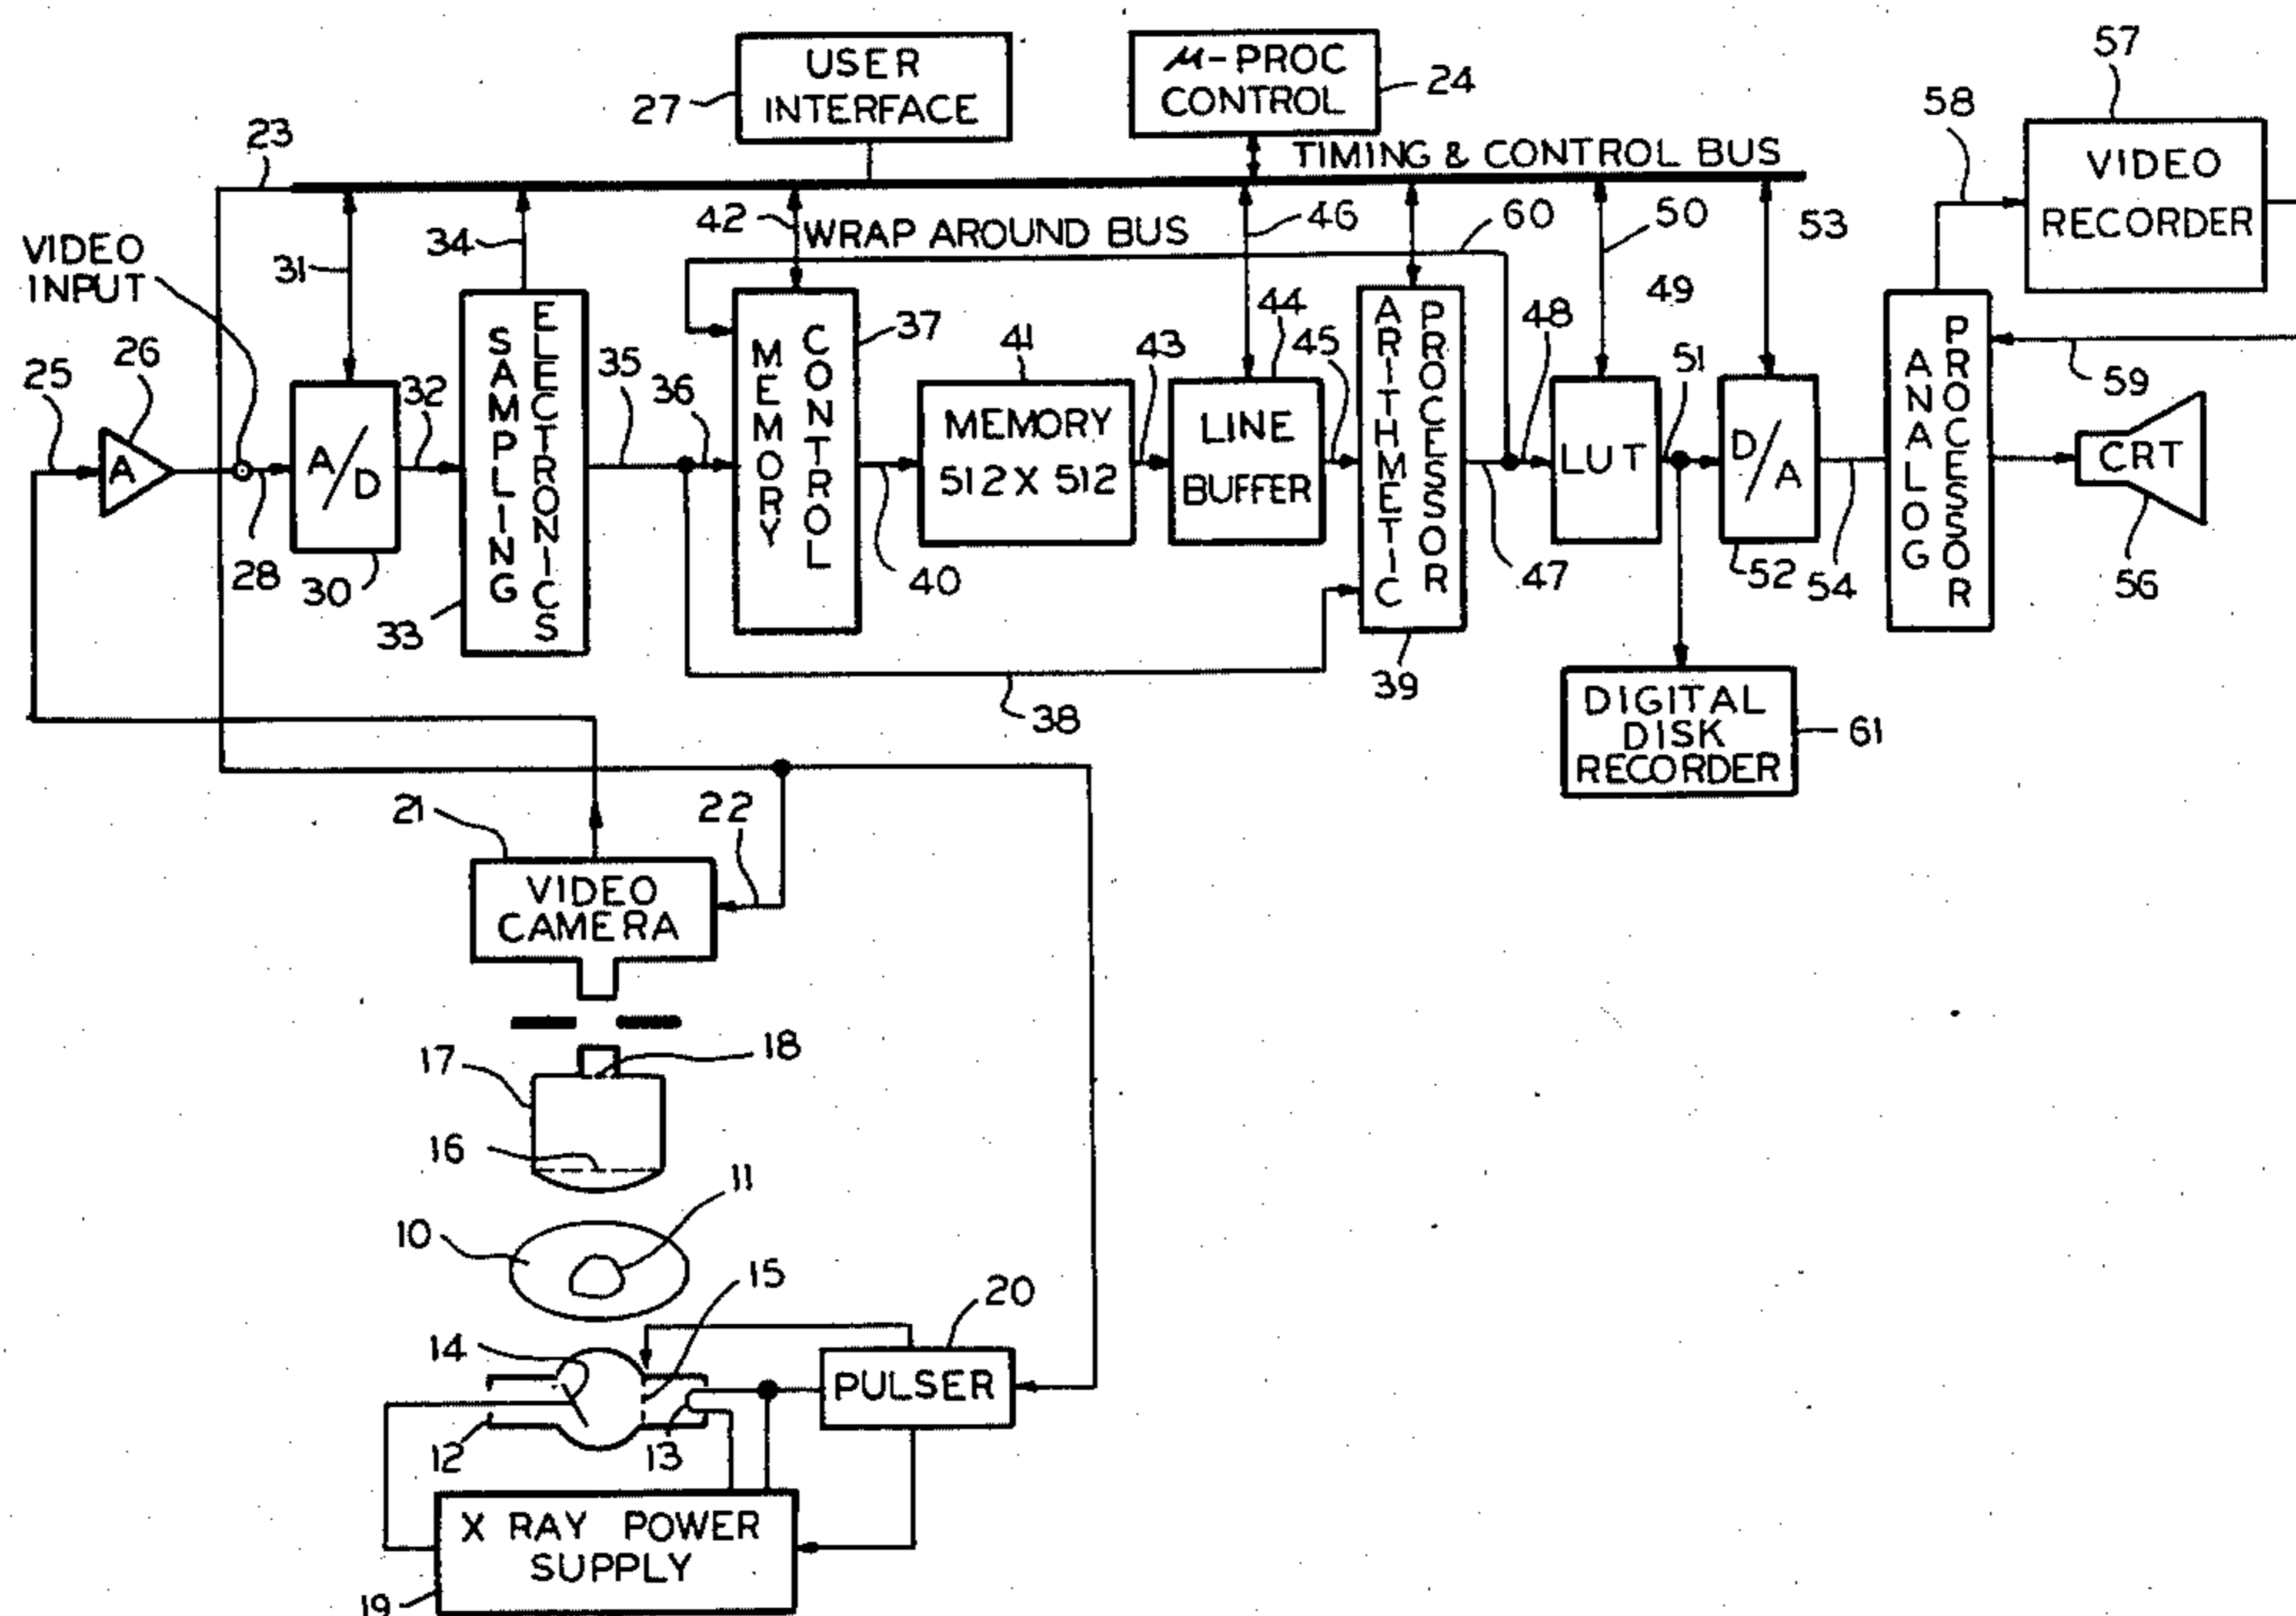 USER
INTERFACE
27
μ-PROC
CONTROL
24
57
58
VIDEO
RECORDER
23
TIMING & CONTROL BUS
VIDEO
INPUT
31
34
42
WRAP AROUND BUS
46
60
50
53
49
25
26
A
28
A/D
30
32
SAMPLING
ELECTRONICS
33
35
36
MEMORY
CONTROL
37
40
41
MEMORY
512 X 512
43
44
LINE
BUFFER
45
ARITHMETIC
PROCESSOR
39
47
48
LUT
51
D/A
52
54
ANALOG
PROCESSOR
59
CRT
56
38
DIGITAL
DISK
RECORDER
61
21
22
VIDEO
CAMERA
17
18
16
11
10
15
20
14
PULSER
12
13
X RAY POWER
SUPPLY
19